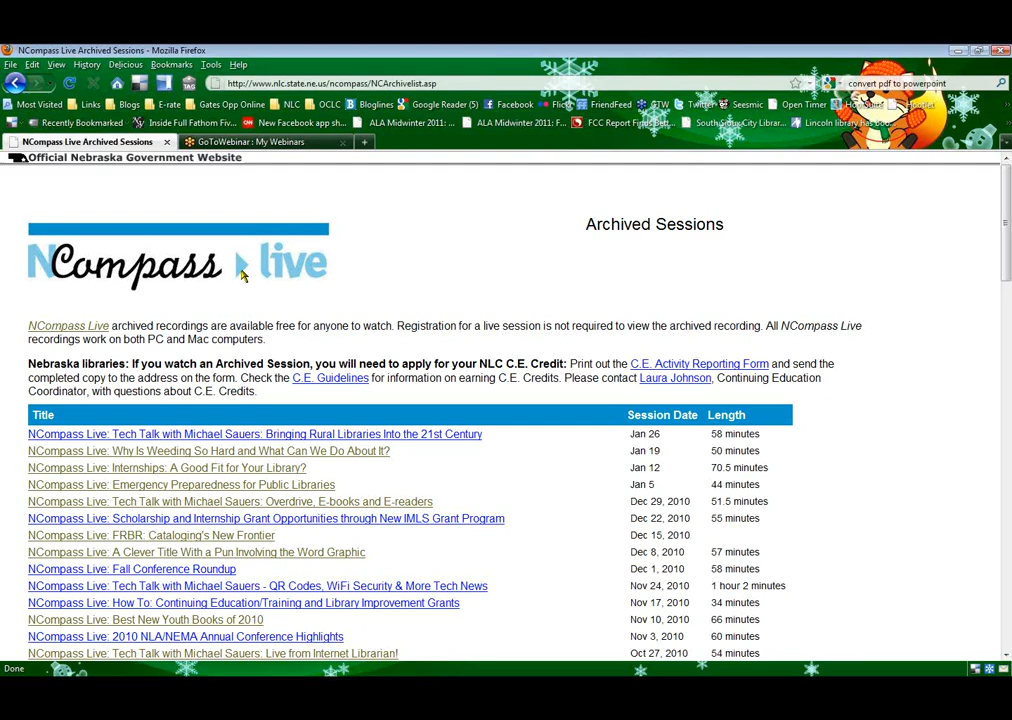 NCompass Live Archived Sessions - Mozilla Firefox
File Edit View History Delicious Bookmarks Tools Help
http://www.nlc.state.ne.us/ncompass/NCArchivelist.asp
convert pdf to powerpoint
Most Visited Links Blogs E-rate Gates Opp Online NLC OCLC Bloglines Google Reader (5) Facebook FriendFeed GTW Twitter Seesmic Open Timer
Recently Bookmarked Inside Full Fathom Fiv... New Facebook app sh... ALA Midwinter 2011: ... ALA Midwinter 2011: F... FCC Report Finds Bett... South Sioux City Librar... Lincoln library has bou...
NCompass Live Archived Sessions GoToWebinar : My Webinars
Official Nebraska Government Website
NCompass live
Archived Sessions
NCompass Live archived recordings are available free for anyone to watch. Registration for a live session is not required to view the archived recording. All NCompass Live
recordings work on both PC and Mac computers.
Nebraska libraries: If you watch an Archived Session, you will need to apply for your NLC C.E. Credit: Print out the C.E. Activity Reporting Form and send the
completed copy to the address on the form. Check the C.E. Guidelines for information on earning C.E. Credits. Please contact Laura Johnson, Continuing Education
Coordinator, with questions about C.E. Credits.
Title Session Date Length
NCompass Live: Tech Talk with Michael Sauers: Bringing Rural Libraries Into the 21st Century Jan 26 58 minutes
NCompass Live: Why Is Weeding So Hard and What Can We Do About It? Jan 19 50 minutes
NCompass Live: Internships: A Good Fit for Your Library? Jan 12 70.5 minutes
NCompass Live: Emergency Preparedness for Public Libraries Jan 5 44 minutes
NCompass Live: Tech Talk with Michael Sauers: Overdrive, E-books and E-readers Dec 29, 2010 51.5 minutes
NCompass Live: Scholarship and Internship Grant Opportunities through New IMLS Grant Program Dec 22, 2010 55 minutes
NCompass Live: FRBR: Cataloging's New Frontier Dec 15, 2010
NCompass Live: A Clever Title With a Pun Involving the Word Graphic Dec 8, 2010 57 minutes
NCompass Live: Fall Conference Roundup Dec 1, 2010 58 minutes
NCompass Live: Tech Talk with Michael Sauers - QR Codes, WiFi Security & More Tech News Nov 24, 2010 1 hour 2 minutes
NCompass Live: How To: Continuing Education/Training and Library Improvement Grants Nov 17, 2010 34 minutes
NCompass Live: Best New Youth Books of 2010 Nov 10, 2010 66 minutes
NCompass Live: 2010 NLA/NEMA Annual Conference Highlights Nov 3, 2010 60 minutes
NCompass Live: Tech Talk with Michael Sauers: Live from Internet Librarian! Oct 27, 2010 54 minutes
Done